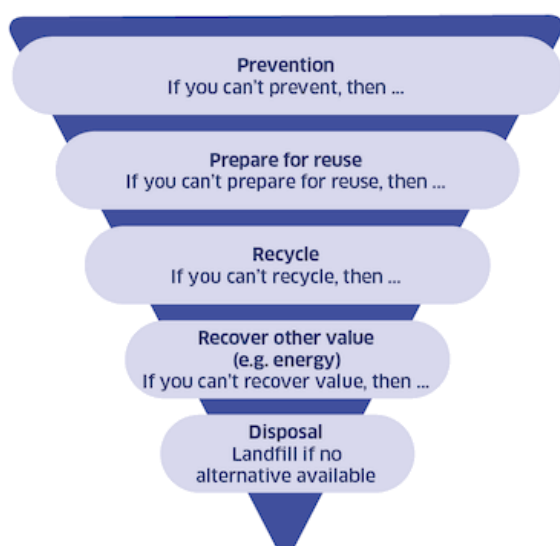 Prevention
If you can't prevent, then ...
Prepare for reuse
If you can't prepare for reuse, then ...
Recycle
If you can't recycle, then ...
Recover other value
(e.g. energy)
If you can't recover value, then ...
Disposal
Landfill if no
alternative available